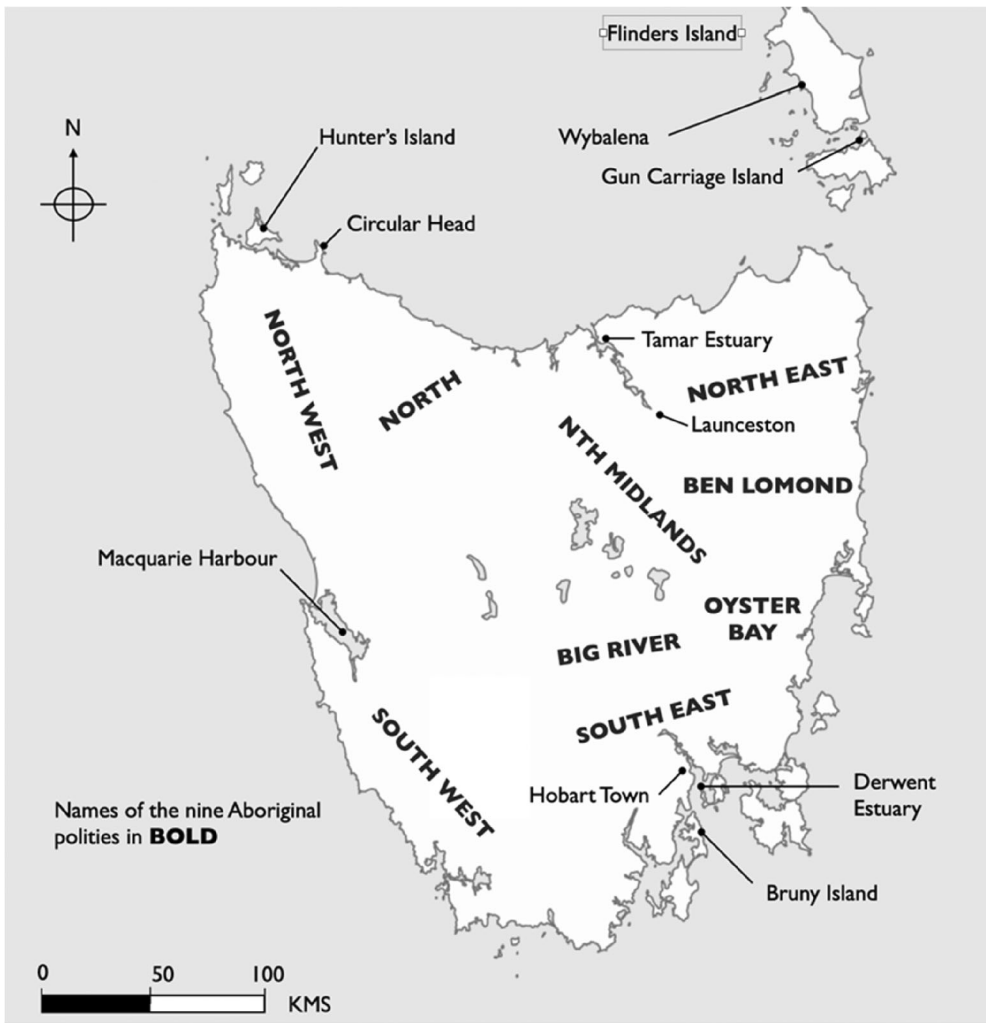 Flinders Island
N
Hunter's Island
Wybalena
Gun Carriage Island
Circular Head
Tamar Estuary
NORTH WEST
NORTH
NORTH EAST
Launceston
NTH MIDLANDS
BEN LOMOND
Macquarie Harbour
OYSTER
BAY
BIG RIVER
SOUTH EAST
SOUTH WEST
Hobart Town
Derwent
Estuary
Names of the nine Aboriginal
polities in BOLD
Bruny Island
0 50 100
KMS